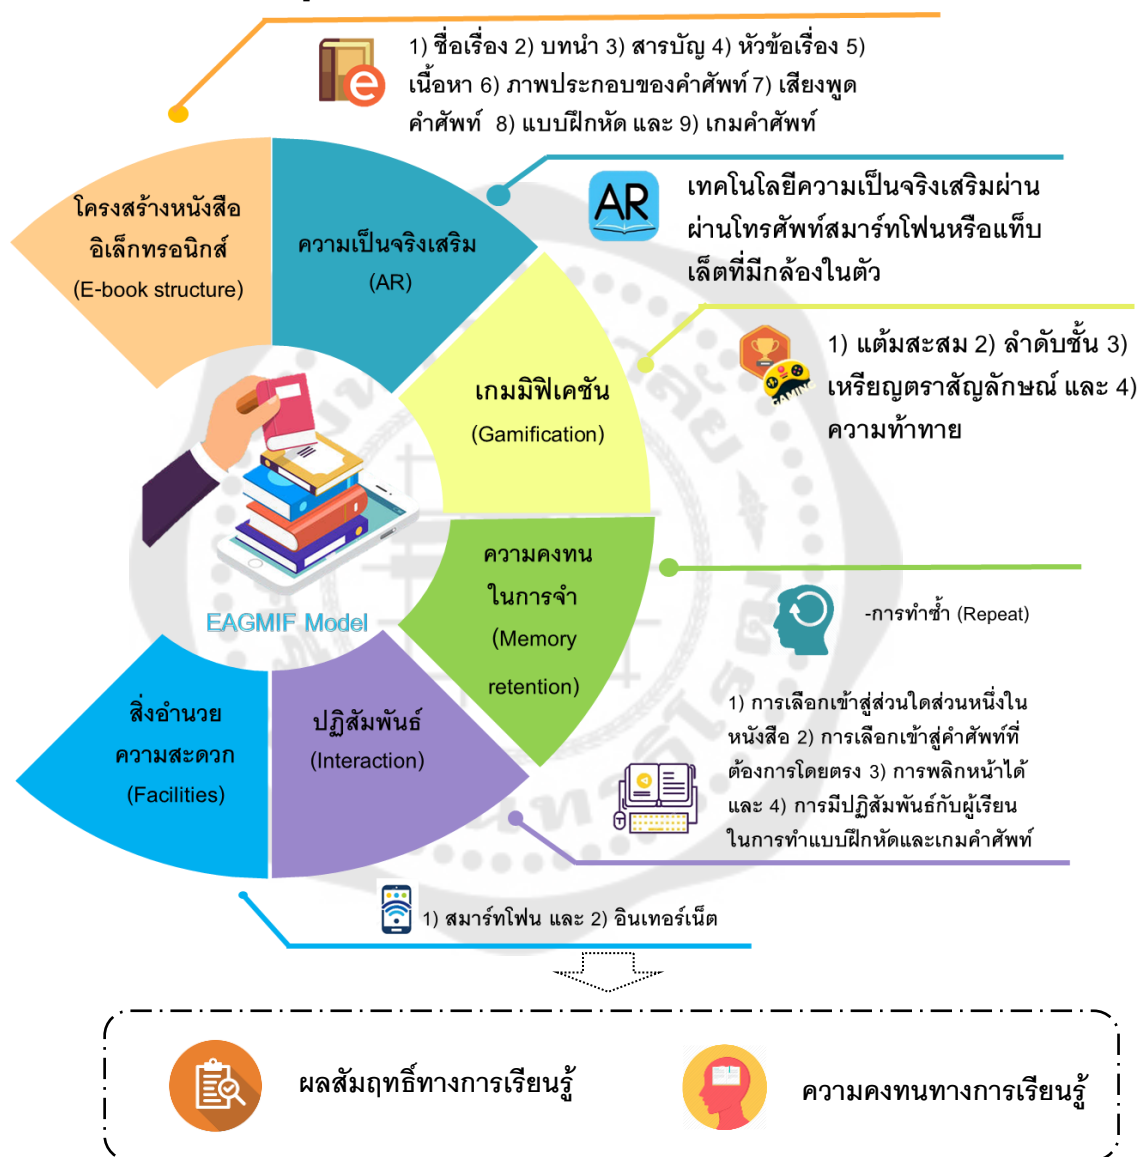 1) ชื่อเรื่อง 2) บทนำ 3) สารบัญ 4) หัวข้อเรื่อง 5)
เนื้อหา 6) ภาพประกอบของคำศัพท์ 7) เสียงพูด
คำศัพท์ 8) แบบฝึกหัด และ 9) เกมคำศัพท์
โครงสร้างหนังสือ
อิเล็กทรอนิกส์
(E-book structure)
ความเป็นจริงเสริม
(AR)
AR
เทคโนโลยีความเป็นจริงเสริมผ่าน
ผ่านโทรศัพท์สมาร์ทโฟนหรือแท็บ
เล็ตที่มีกล้องในตัว
เกมมิฟิเคชัน
(Gamification)
GAMING
1) แต้มสะสม 2) ลำดับชั้น 3)
เหรียญตราสัญลักษณ์ และ 4)
ความท้าทาย
ความคงทน
ในการจำ
(Memory
retention)
-การทำซ้ำ (Repeat)
EAGMIF Model
สิ่งอำนวย
ความสะดวก
(Facilities)
ปฏิสัมพันธ์
(Interaction)
1) การเลือกเข้าสู่ส่วนใดส่วนหนึ่งใน
หนังสือ 2) การเลือกเข้าสู่คำศัพท์ที่
ต้องการโดยตรง 3) การพลิกหน้าได้
และ 4) การมีปฏิสัมพันธ์กับผู้เรียน
ในการทำแบบฝึกหัดและเกมคำศัพท์
1) สมาร์ทโฟน และ 2) อินเทอร์เน็ต
ผลสัมฤทธิ์ทางการเรียนรู้
ความคงทนทางการเรียนรู้